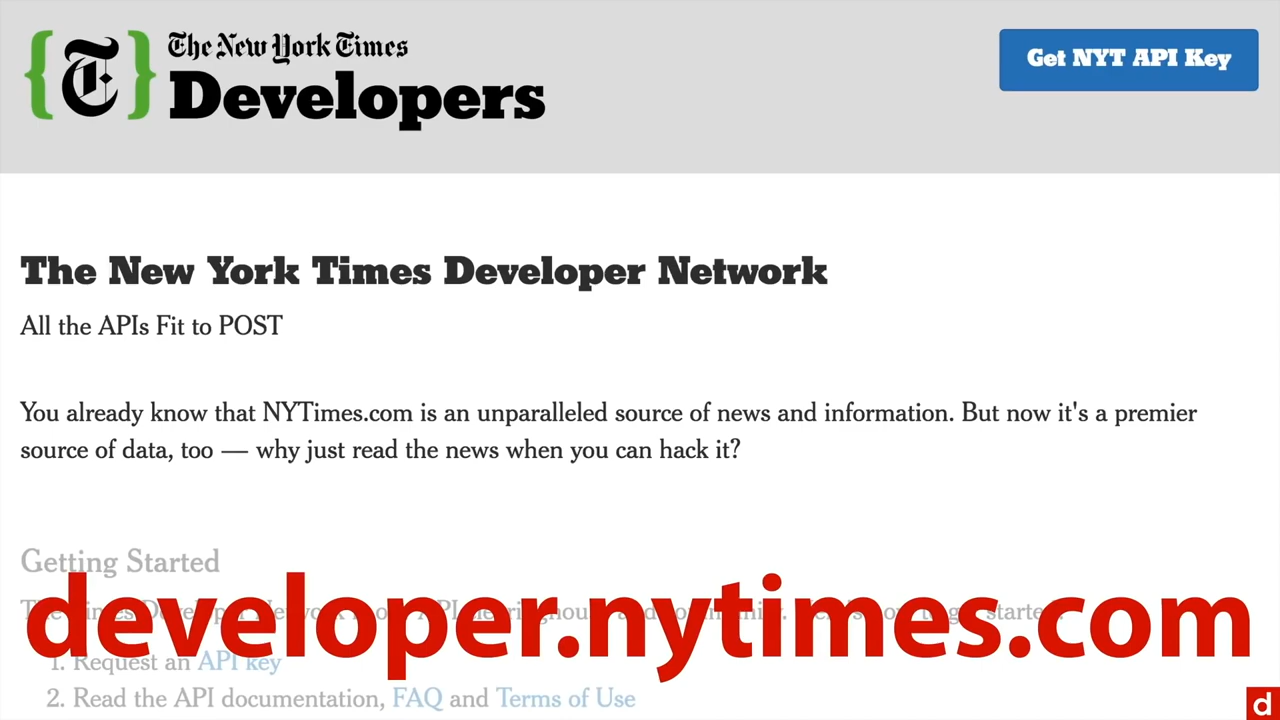 {T} The New York Times
Developers
Get NYT API Key
The New York Times Developer Network
All the APIs Fit to POST
You already know that NYTimes.com is an unparalleled source of news and information. But now it's a premier
source of data, too — why just read the news when you can hack it?
Getting Started
developer.nytimes.com
1. Request an API key
2. Read the API documentation, FAQ and Terms of Use
d